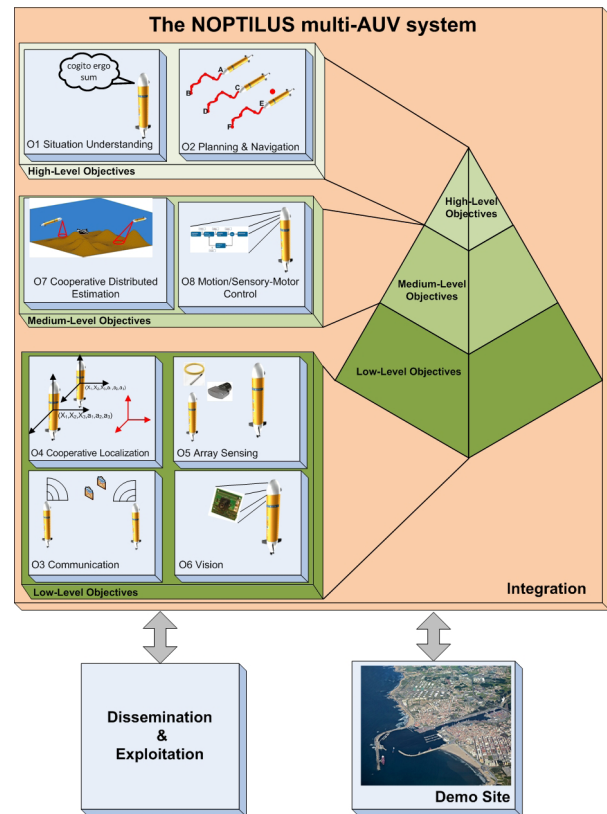 The NOPTILUS multi-AUV system
cogito ergo
sum
O1 Situation Understanding
A
B
C
D
E
F
O2 Planning & Navigation
High-Level Objectives
O7 Cooperative Distributed
Estimation
O8 Motion/Sensory-Motor
Control
Medium-Level Objectives
O4 Cooperative Localization
O5 Array Sensing
O3 Communication
O6 Vision
Low-Level Objectives
High-Level
Objectives
Medium-Level
Objectives
Low-Level Objectives
Integration
Dissemination
&
Exploitation
Demo Site